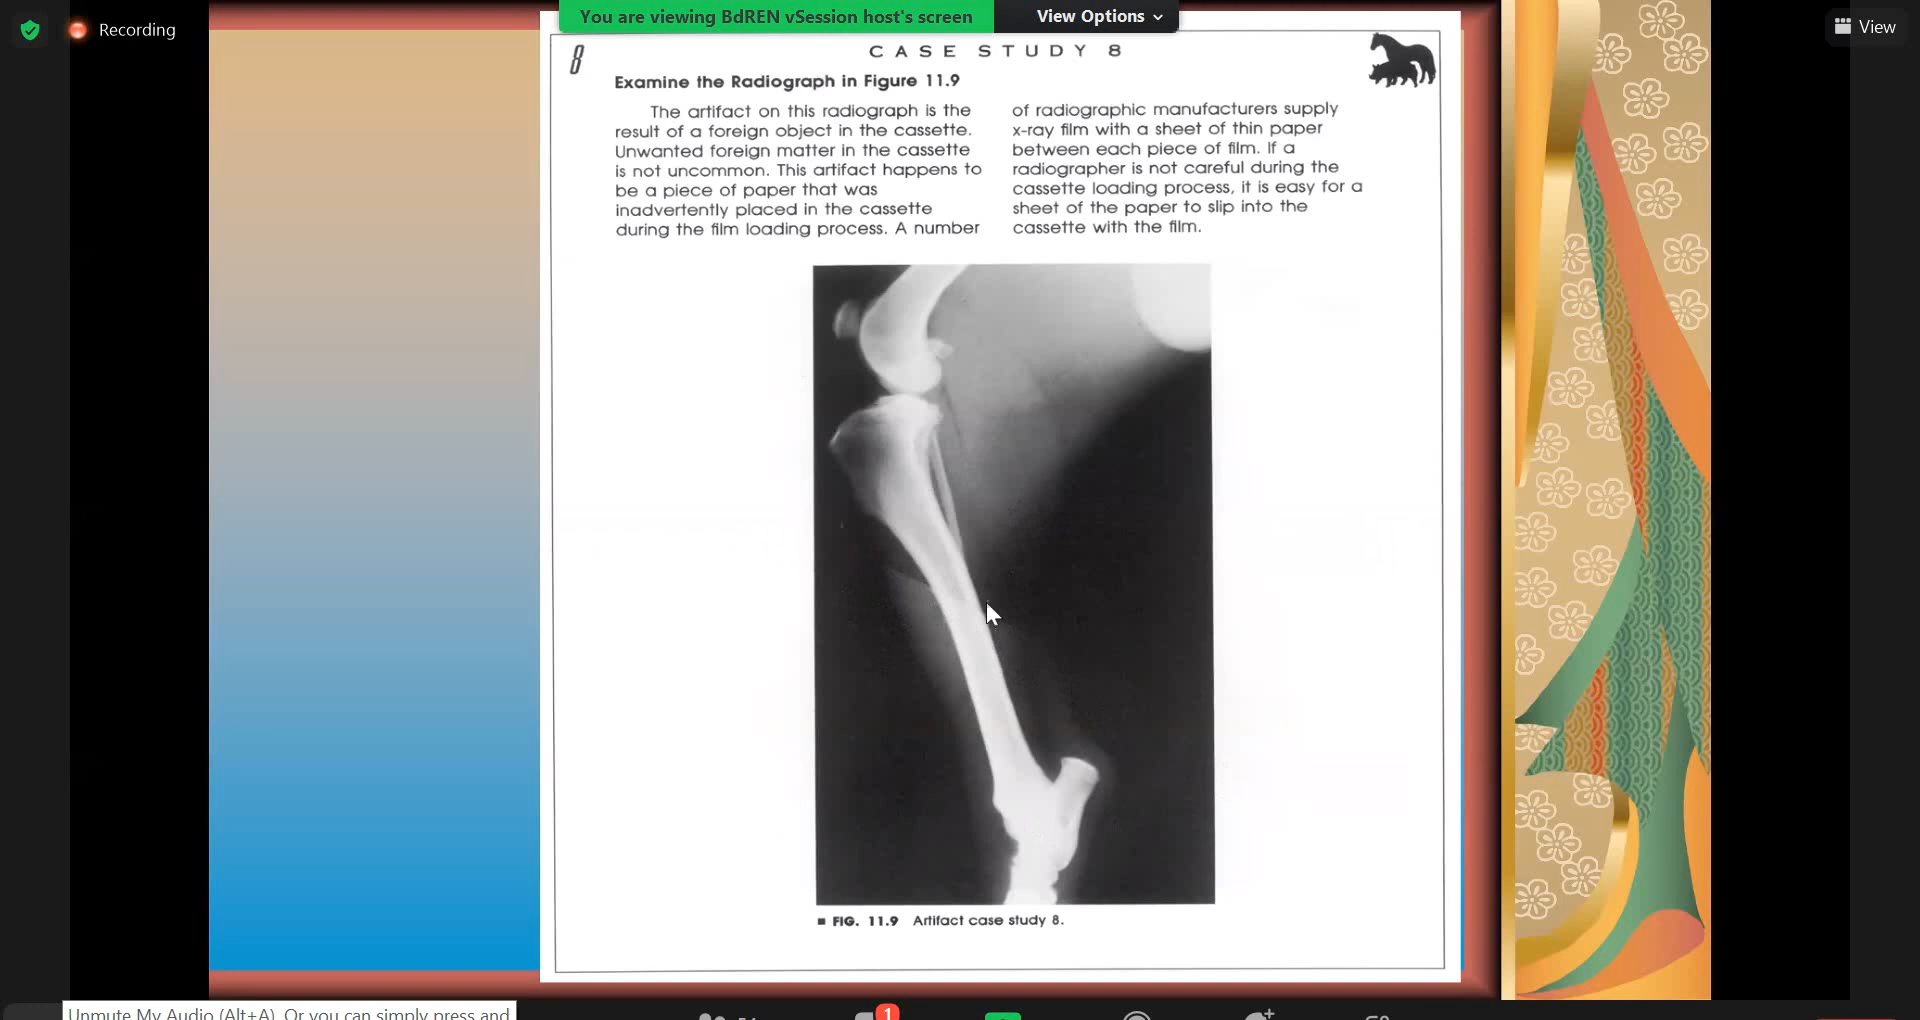 You are viewing BdREN vSession host's screen
View Options
Recording
View
8
CASE STUDY 8
Examine the Radiograph in Figure 11.9
The artifact on this radiograph is the
result of a foreign object in the cassette.
Unwanted foreign matter in the cassette
is not uncommon. This artifact happens to
be a piece of paper that was
inadvertently placed in the cassette
during the film loading process. A number
of radiographic manufacturers supply
x-ray film with a sheet of thin paper
between each piece of film. If a
radiographer is not careful during the
cassette loading process, it is easy for a
sheet of the paper to slip into the
cassette with the film.
FIG. 11.9 Artifact case study 8.
Unmute My Audio (Alt+A). Or you can simply press and
1